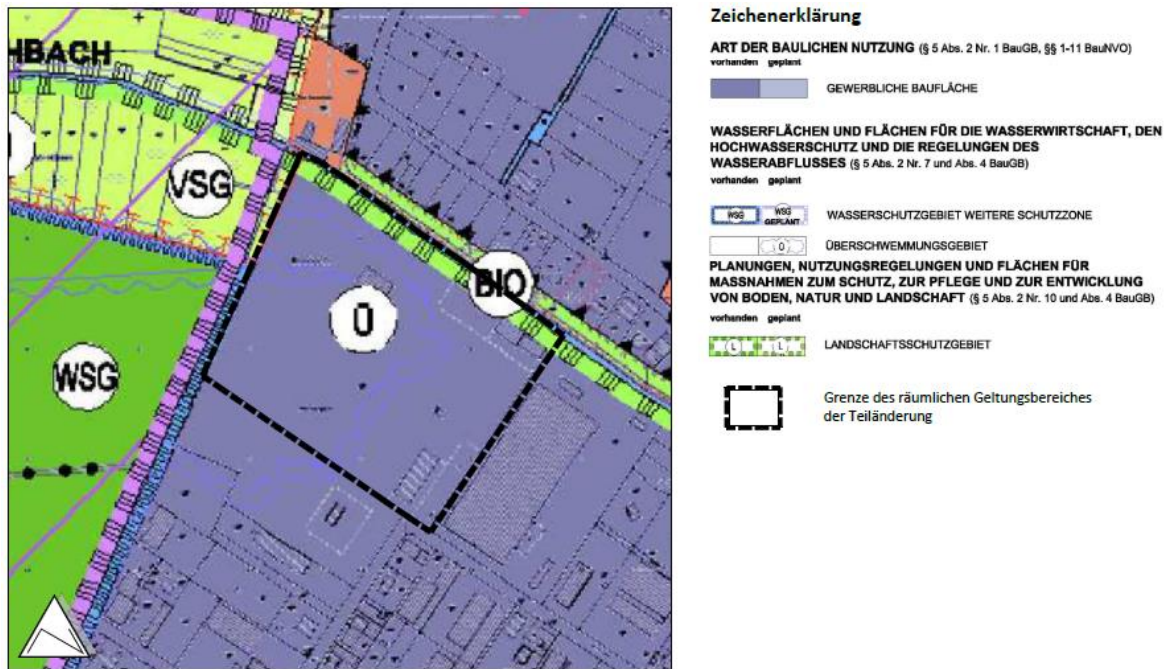 HBACH
VSG
BIO
Ü
WSG
Zeichenerklärung
ART DER BAULICHEN NUTZUNG (§ 5 Abs. 2 Nr. 1 BauGB, §§ 1-11 BauNVO)
vorhanden geplant
GEWERBLICHE BAUFLÄCHE
WASSERFLÄCHEN UND FLÄCHEN FÜR DIE WASSERWIRTSCHAFT, DEN
HOCHWASSERSCHUTZ UND DIE REGELUNGEN DES
WASSERABFLUSSES (§ 5 Abs. 2 Nr. 7 und Abs. 4 BauGB)
vorhanden geplant
WSG WSG GEPLANT WASSERSCHUTZGEBIET WEITERE SCHUTZZONE
Ü ÜBERSCHWEMMUNGSGEBIET
PLANUNGEN, NUTZUNGSREGELUNGEN UND FLÄCHEN FÜR
MASSNAHMEN ZUM SCHUTZ, ZUR PFLEGE UND ZUR ENTWICKLUNG
VON BODEN, NATUR UND LANDSCHAFT (§ 5 Abs. 2 Nr. 10 und Abs. 4 BauGB)
vorhanden geplant
L L LANDSCHAFTSSCHUTZGEBIET
Grenze des räumlichen Geltungsbereiches
der Teiländerung